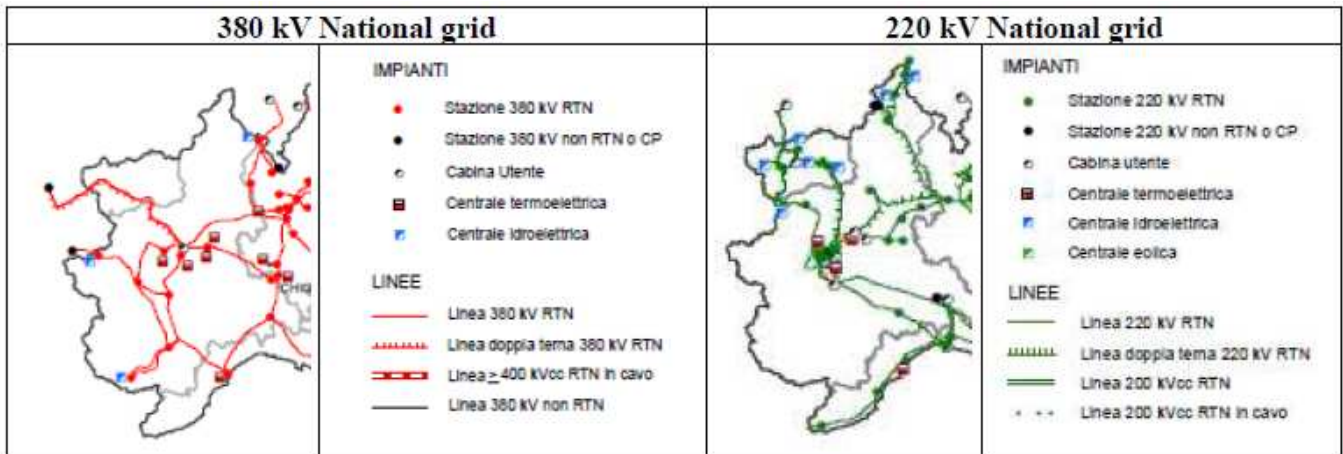 380 kV National grid
220 kV National grid
CHIG
IMPIANTI
Stazione 380 kV RTN
Stazione 380 kV non RTN o CP
Cabina Utente
Centrale termoelettrica
Centrale Idroelettrica
LINEE
Linea 380 kV RTN
Linea doppia terna 380 kV RTN
Linea ≥ 400 kVcc RTN in cavo
Linea 380 kV non RTN
IMPIANTI
Stazione 220 kV RTN
Stazione 220 kV non RTN o CP
Cabina utente
Centrale termoelettrica
Centrale Idroelettrica
Centrale eolica
LINEE
Linea 220 kV RTN
Linea doppia terna 220 kV RTN
Linea 200 kVcc RTN
Linea 200 kVcc RTN in cavo